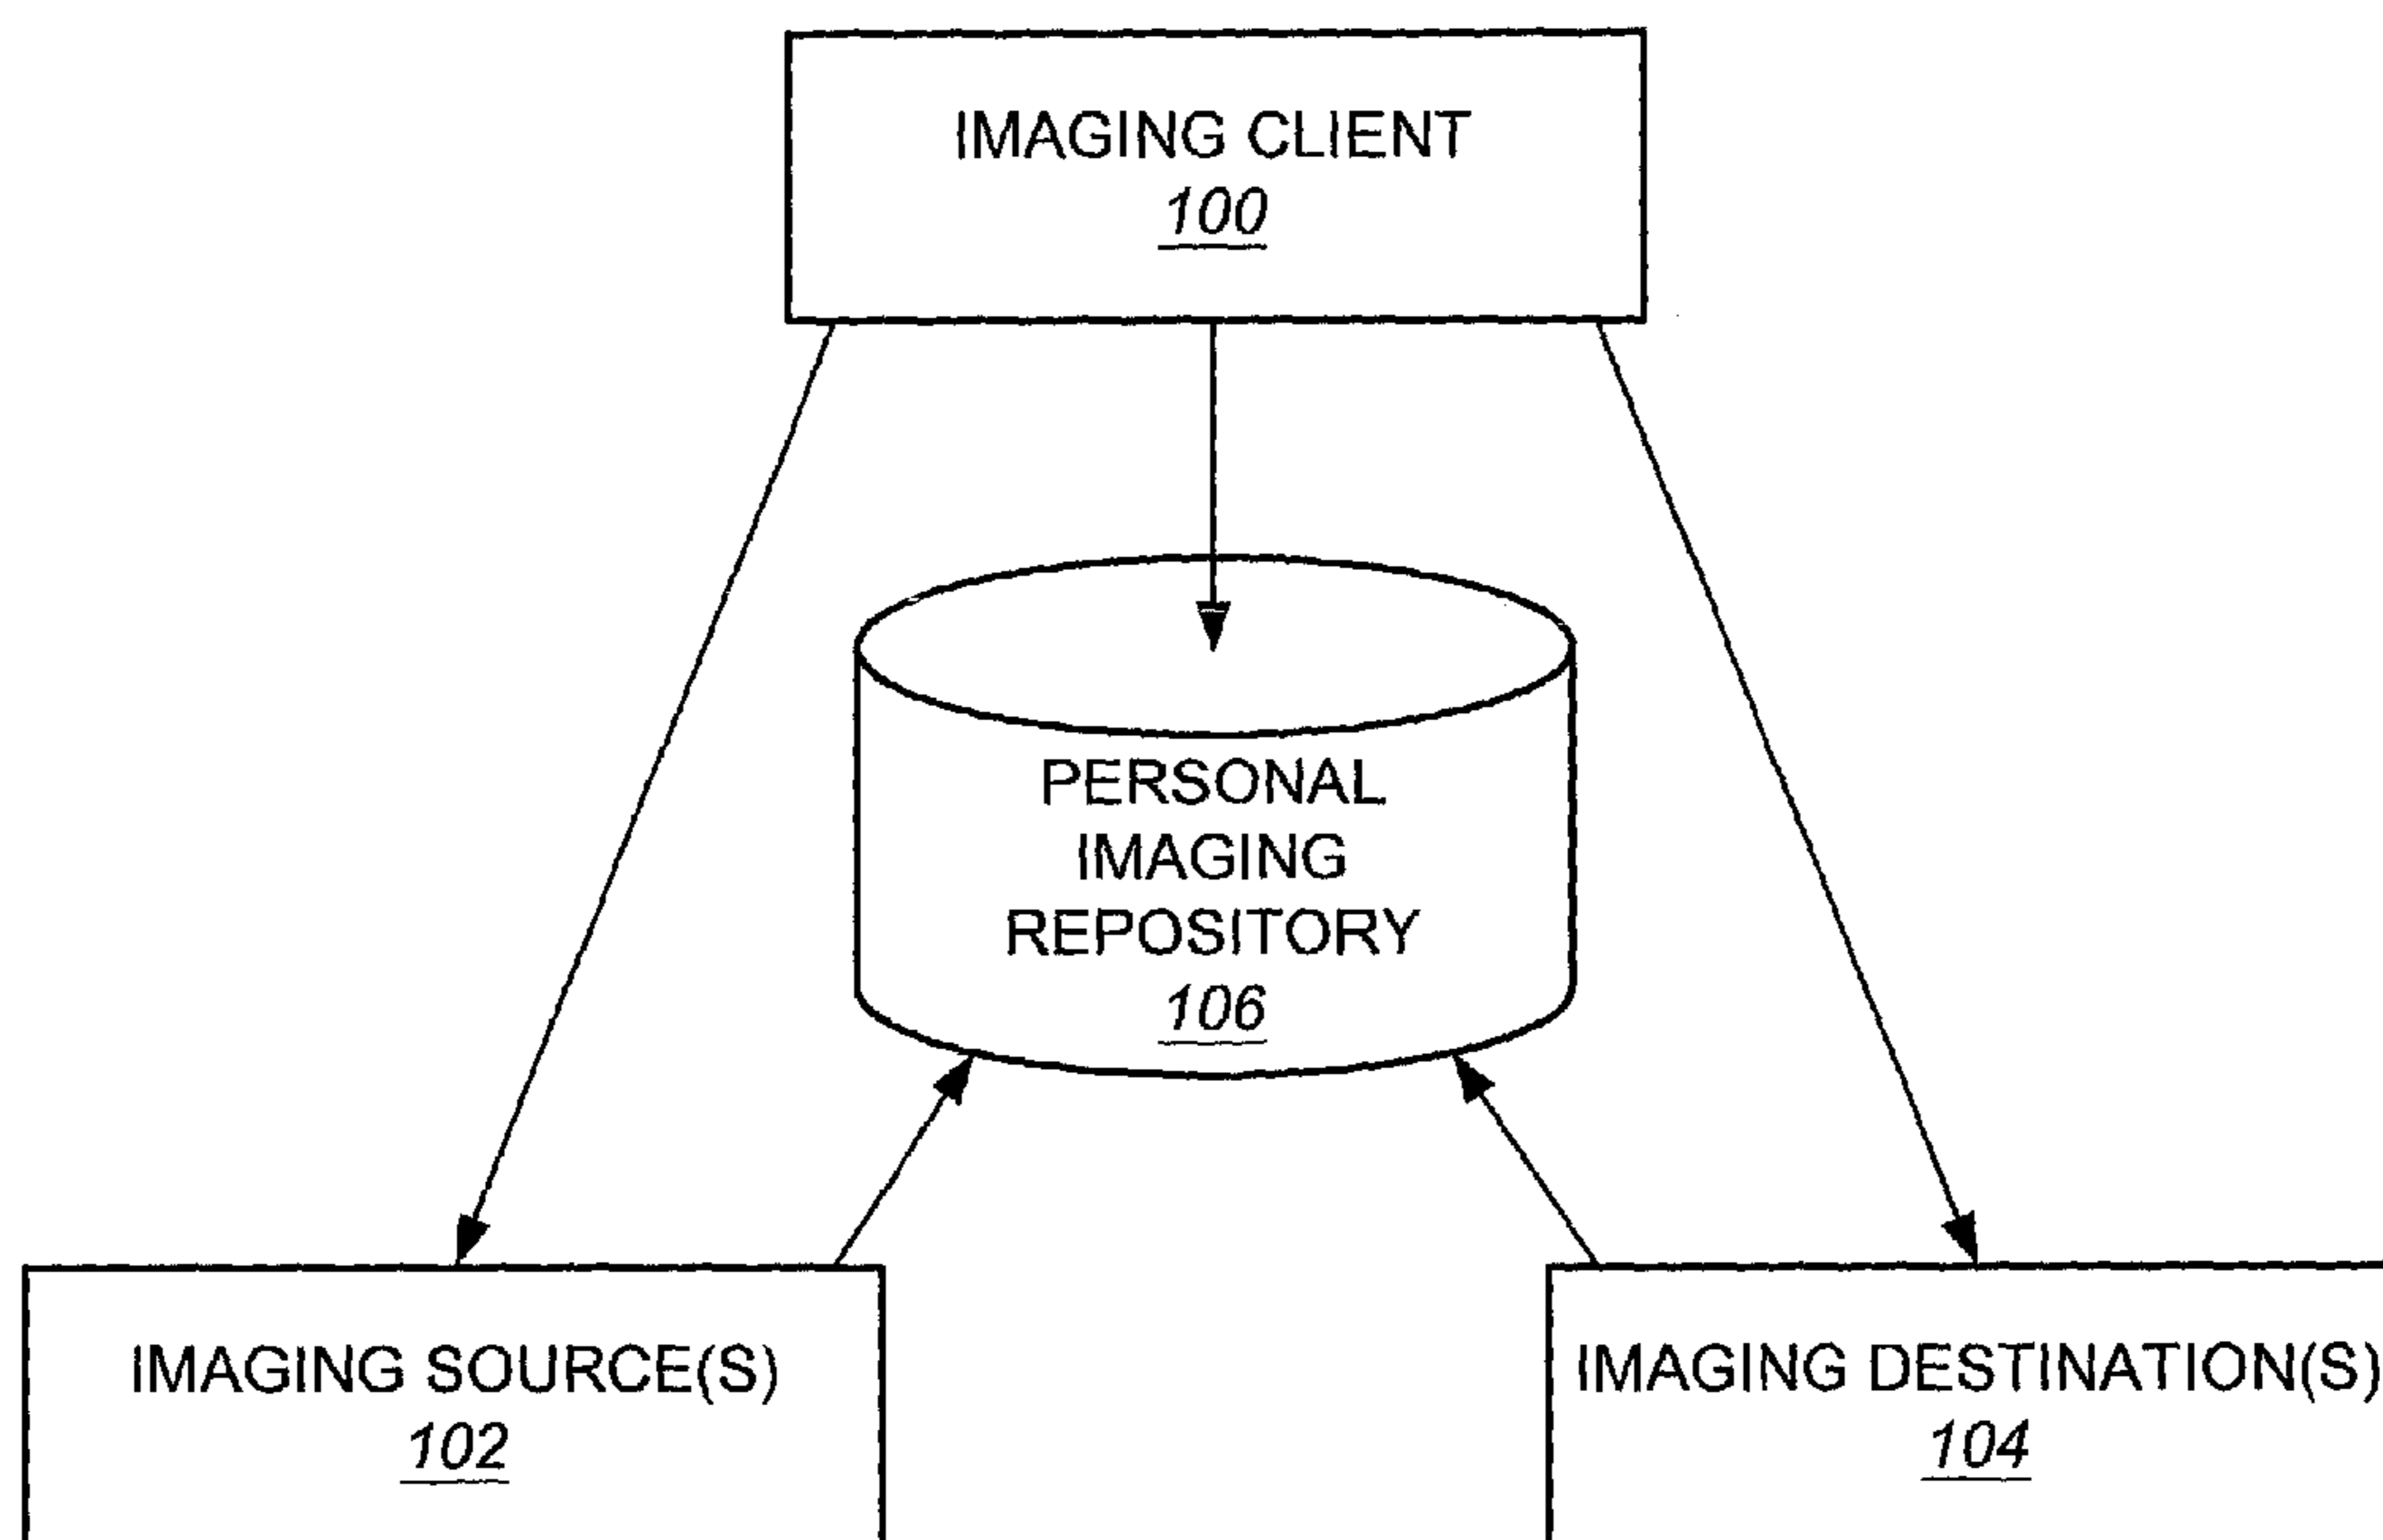 IMAGING CLIENT
100
PERSONAL
IMAGING
REPOSITORY
106
IMAGING SOURCE(S)
102
IMAGING DESTINATION(S)
104